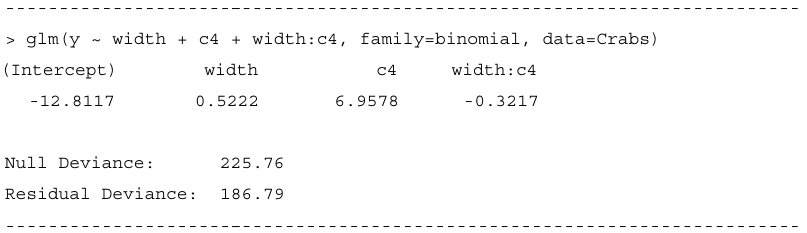 --------------------------------------------------------------------------
> glm(y ~ width + c4 + width:c4, family=binomial, data=Crabs)
(Intercept) width c4 width:c4
-12.8117 0.5222 6.9578 -0.3217
Null Deviance: 225.76
Residual Deviance: 186.79
--------------------------------------------------------------------------